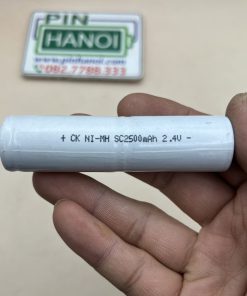 PIN
HANOI
082.7788.333
www.pinhanoi.com
+ CK NI-MH SC2500mAh 2.4V -